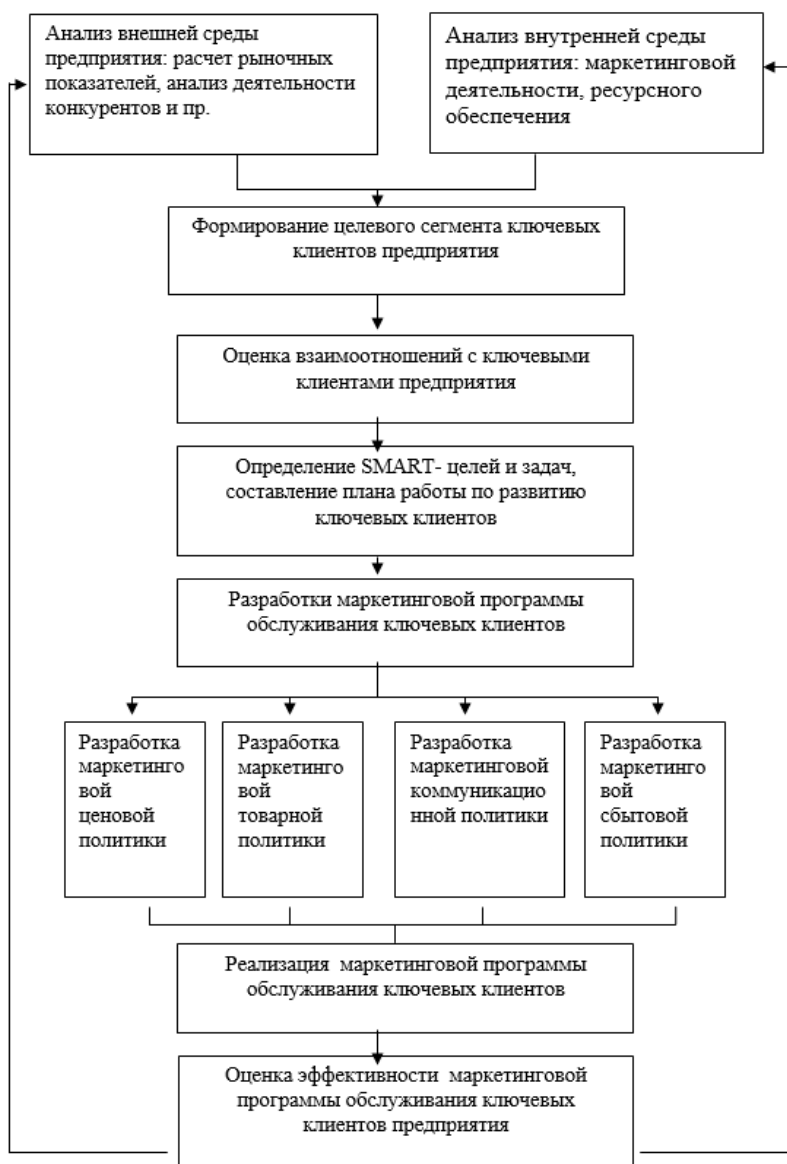 Анализ внешней среды
предприятия: расчет рыночных
показателей, анализ деятельности
конкурентов и пр.
Анализ внутренней среды
предприятия: маркетинговой
деятельности, ресурсного
обеспечения
Формирование целевого сегмента ключевых
клиентов предприятия
Оценка взаимоотношений с ключевыми
клиентами предприятия
Определение SMART- целей и задач,
составление плана работы по развитию
ключевых клиентов
Разработки маркетинговой программы
обслуживания ключевых клиентов
Разработка
маркетинго
вой
ценовой
политики
Разработка
маркетинго
вой
товарной
политики
Разработка
маркетинговой
коммуникацио
нной политики
Разработка
маркетинго
вой
сбытовой
политики
Реализация маркетинговой программы
обслуживания ключевых клиентов
Оценка эффективности маркетинговой
программы обслуживания ключевых
клиентов предприятия